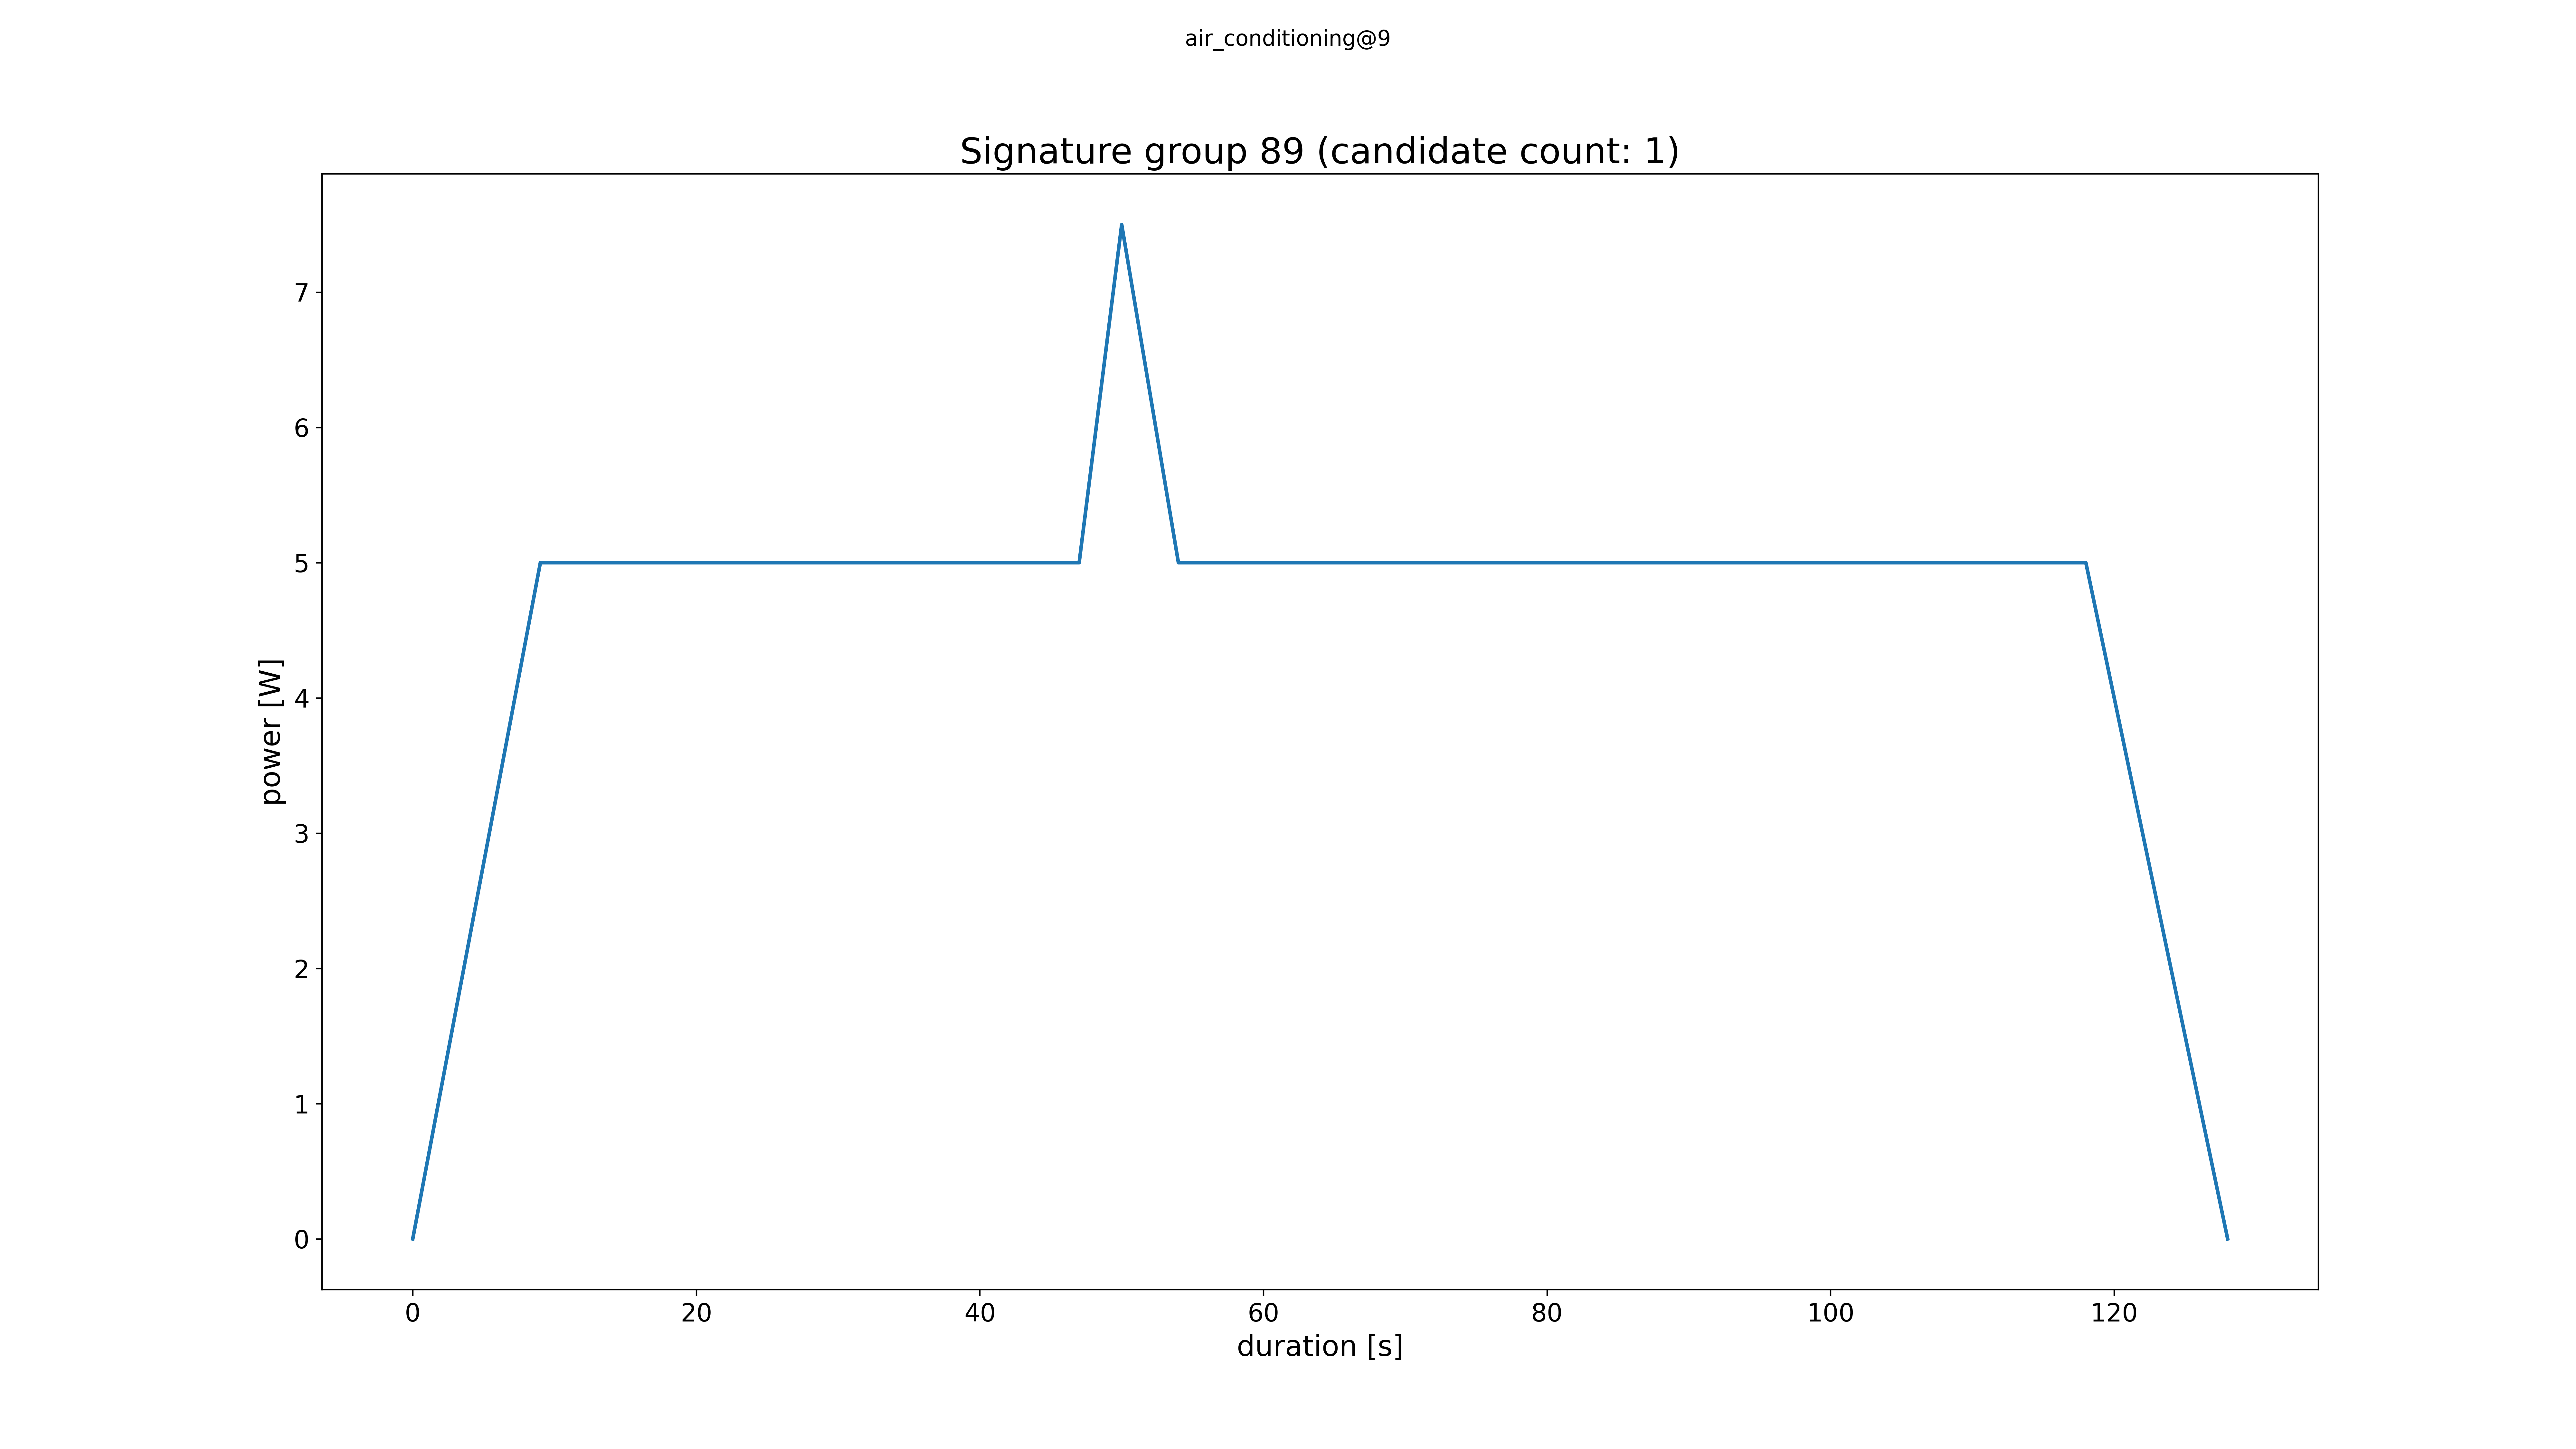 air_conditioning@9
Signature group 89 (candidate count: 1)
7
6
5
4
3
2
1
0
power [W]
0 20 40 60 80 100 120
duration [s]